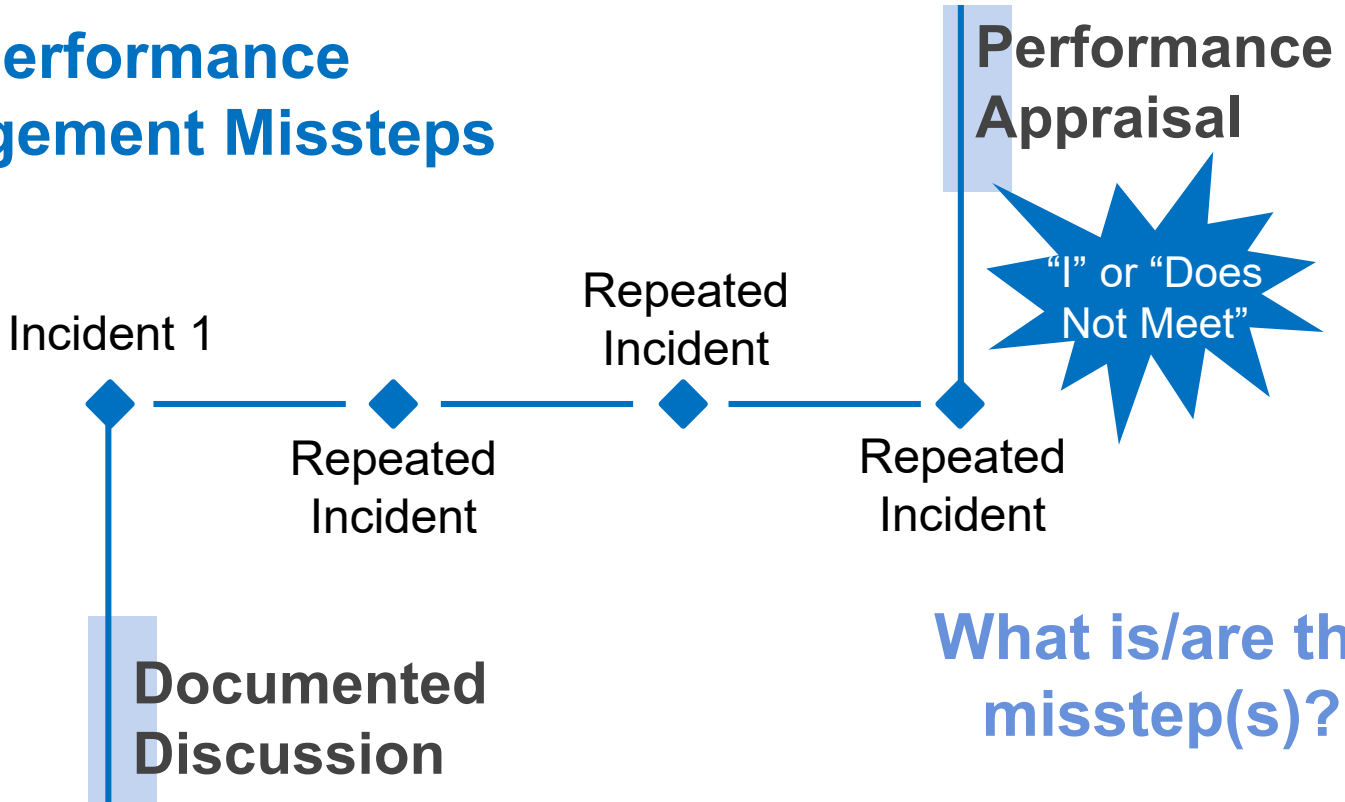 erformance
gement Missteps
Performance
Appraisal
"I" or "Does
Not Meet"
Repeated
Incident
Incident 1
Repeated
Incident
Repeated
Incident
Documented
Discussion
What is/are th
misstep(s)?